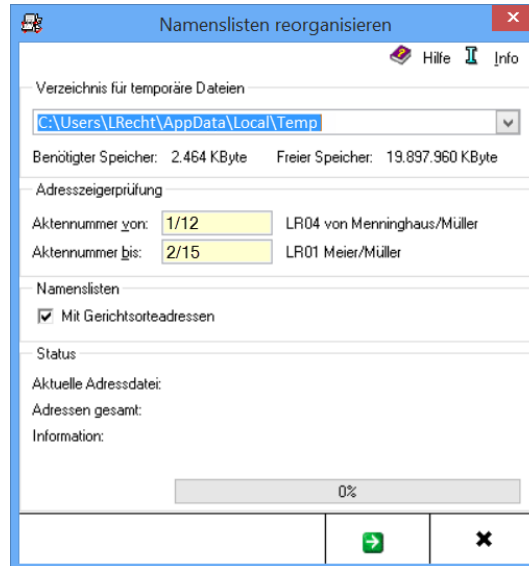 Namenslisten reorganisieren
Hilfe Info
Verzeichnis für temporäre Dateien
C:\Users\LRecht\AppData\Local\Temp
Benötigter Speicher: 2.464 KByte Freier Speicher: 19.897.960 KByte
Adresszeigerprüfung
Aktennummer von: 1/12 LR04 von Menninghaus/Müller
Aktennummer bis: 2/15 LR01 Meier/Müller
Namenslisten
Mit Gerichtsorteadressen
Status
Aktuelle Adressdatei:
Adressen gesamt:
Information:
0%